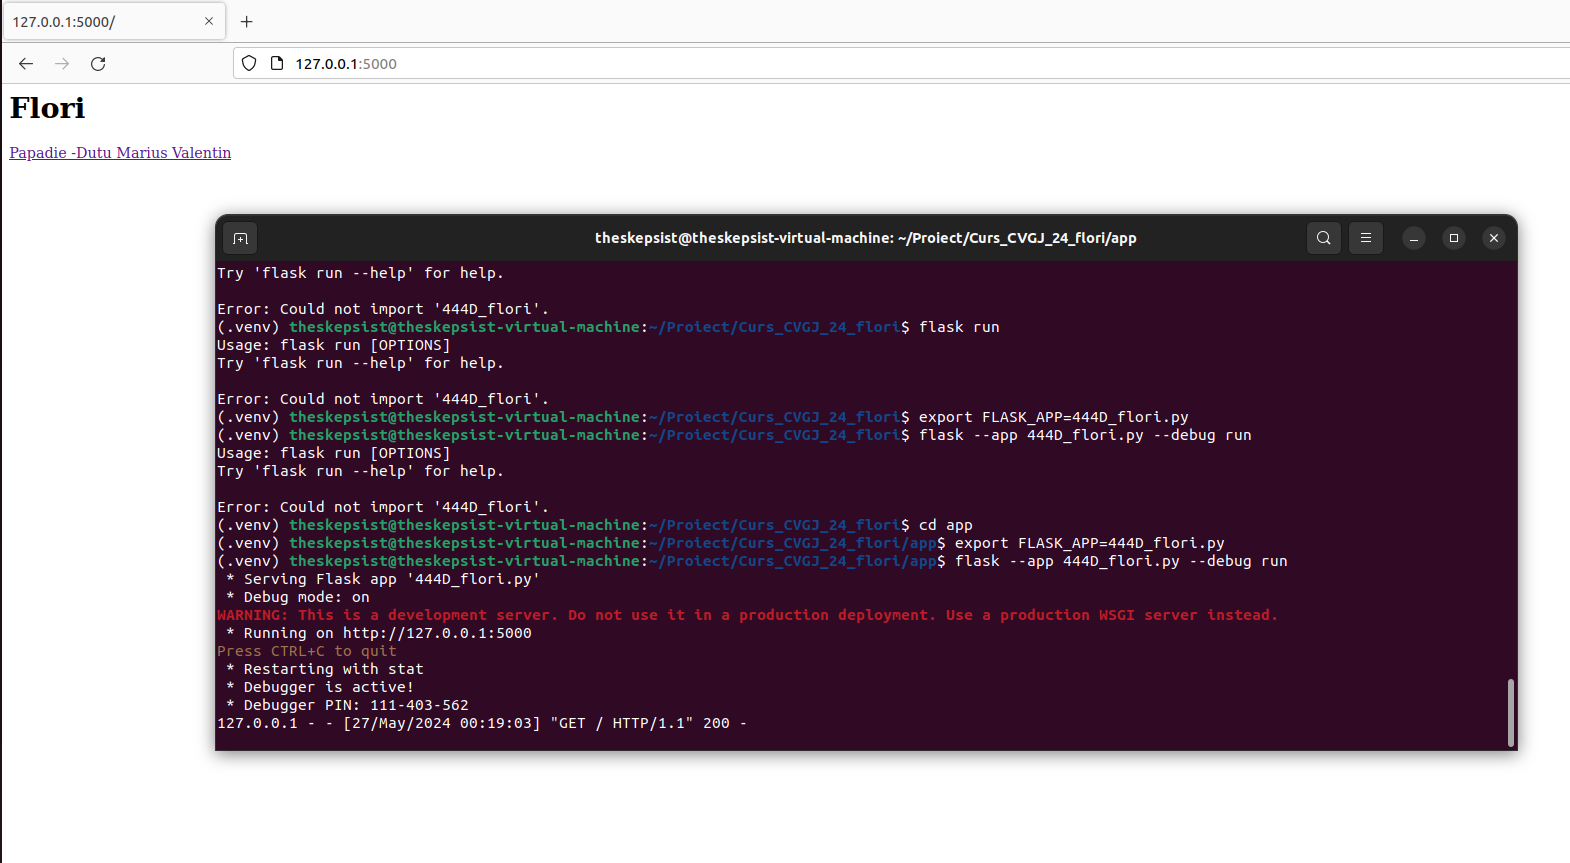 127.0.0.1:5000/
127.0.0.1:5000
Flori
Papadie -Dutu Marius Valentin
theskepsist@theskepsist-virtual-machine: ~/Proiect/Curs_CVGJ_24_flori/app
Try 'flask run --help' for help.
Error: Could not import '444D_flori'.
(.venv) theskepsist@theskepsist-virtual-machine:~/Proiect/Curs_CVGJ_24_flori$ flask run
Usage: flask run [OPTIONS]
Try 'flask run --help' for help.
Error: Could not import '444D_flori'.
(.venv) theskepsist@theskepsist-virtual-machine:~/Proiect/Curs_CVGJ_24_flori$ export FLASK_APP=444D_flori.py
(.venv) theskepsist@theskepsist-virtual-machine:~/Proiect/Curs_CVGJ_24_flori$ flask --app 444D_flori.py --debug run
Usage: flask run [OPTIONS]
Try 'flask run --help' for help.
Error: Could not import '444D_flori'.
(.venv) theskepsist@theskepsist-virtual-machine:~/Proiect/Curs_CVGJ_24_flori$ cd app
(.venv) theskepsist@theskepsist-virtual-machine:~/Proiect/Curs_CVGJ_24_flori/app$ export FLASK_APP=444D_flori.py
(.venv) theskepsist@theskepsist-virtual-machine:~/Proiect/Curs_CVGJ_24_flori/app$ flask --app 444D_flori.py --debug run
* Serving Flask app '444D_flori.py'
* Debug mode: on
WARNING: This is a development server. Do not use it in a production deployment. Use a production WSGI server instead.
* Running on http://127.0.0.1:5000
Press CTRL+C to quit
* Restarting with stat
* Debugger is active!
* Debugger PIN: 111-403-562
127.0.0.1 - - [27/May/2024 00:19:03] "GET / HTTP/1.1" 200 -